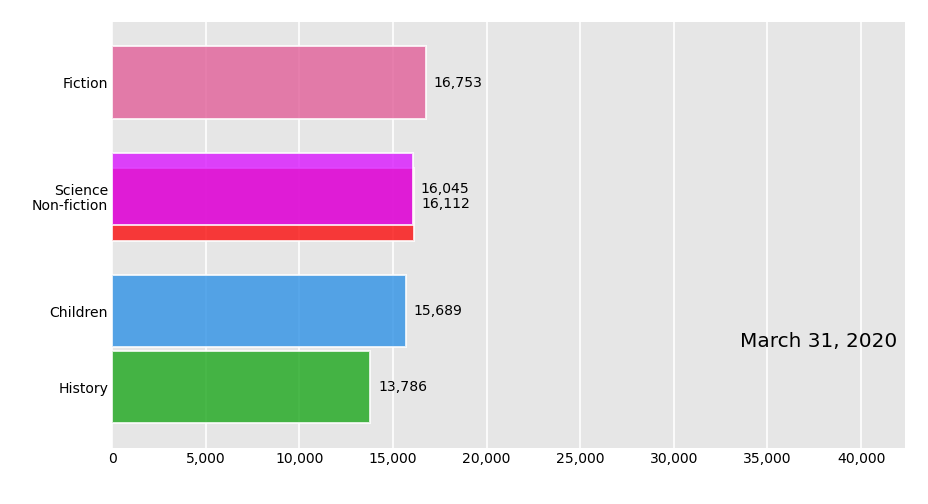 Fiction 16,753
Science 16,045
Non-fiction 16,112
Children 15,689
March 31, 2020
History 13,786
0 5,000 10,000 15,000 20,000 25,000 30,000 35,000 40,000